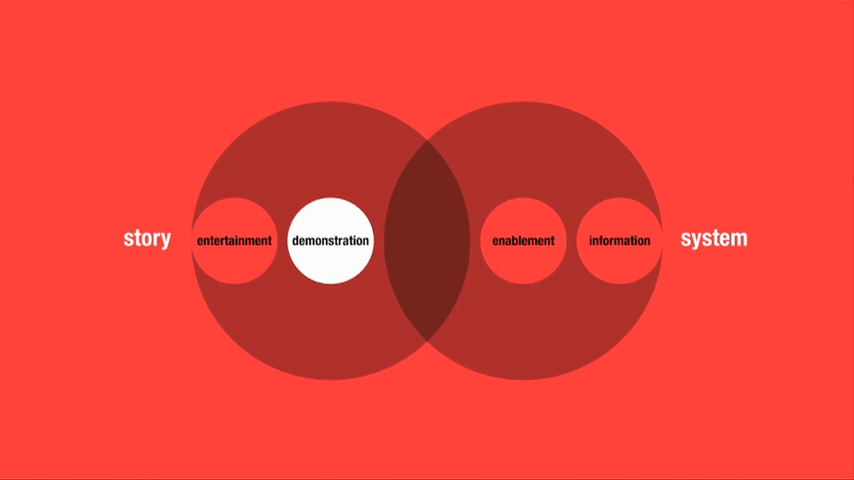 story
entertainment
demonstration
enablement
information
system